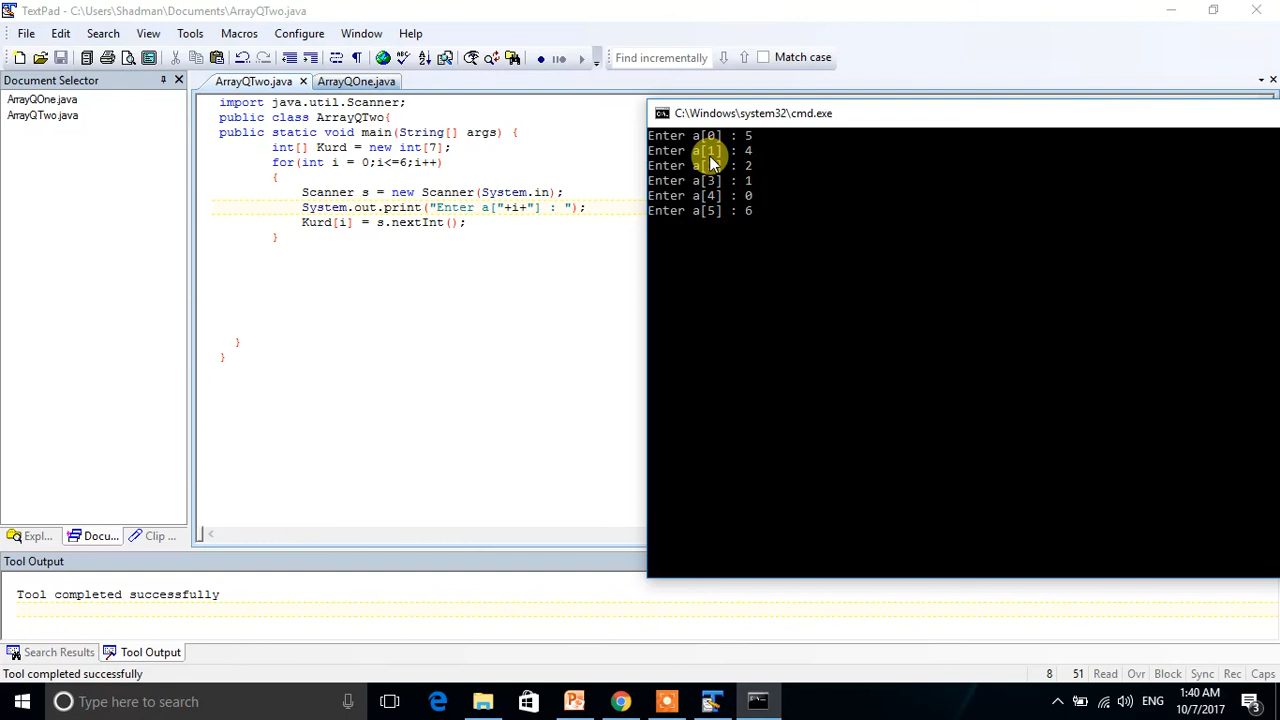 TextPad - C:\Users\Shadman\Documents\ArrayQTwo.java
File Edit Search View Tools Macros Configure Window Help
Find incrementally Match case
Document Selector
ArrayQOne.java
ArrayQTwo.java
ArrayQTwo.java ArrayQOne.java
import java.util.Scanner;
public class ArrayQTwo{
public static void main(String[] args) {
int[] Kurd = new int[7];
for(int i = 0;i<=6;i++)
{
Scanner s = new Scanner(System.in);
System.out.print("Enter a["+i+"] : ");
Kurd[i] = s.nextInt();
}
}
}
C:\Windows\system32\cmd.exe
Enter a[0] : 5
Enter a[1] : 4
Enter a[ ] : 2
Enter a[3] : 1
Enter a[4] : 0
Enter a[5] : 6
Expl... Docu... Clip ...
Tool Output
Tool completed successfully
Search Results Tool Output
Tool completed successfully 8 51 Read Ovr Block Sync Rec Caps
Type here to search
ENG 1:40 AM
10/7/2017 3